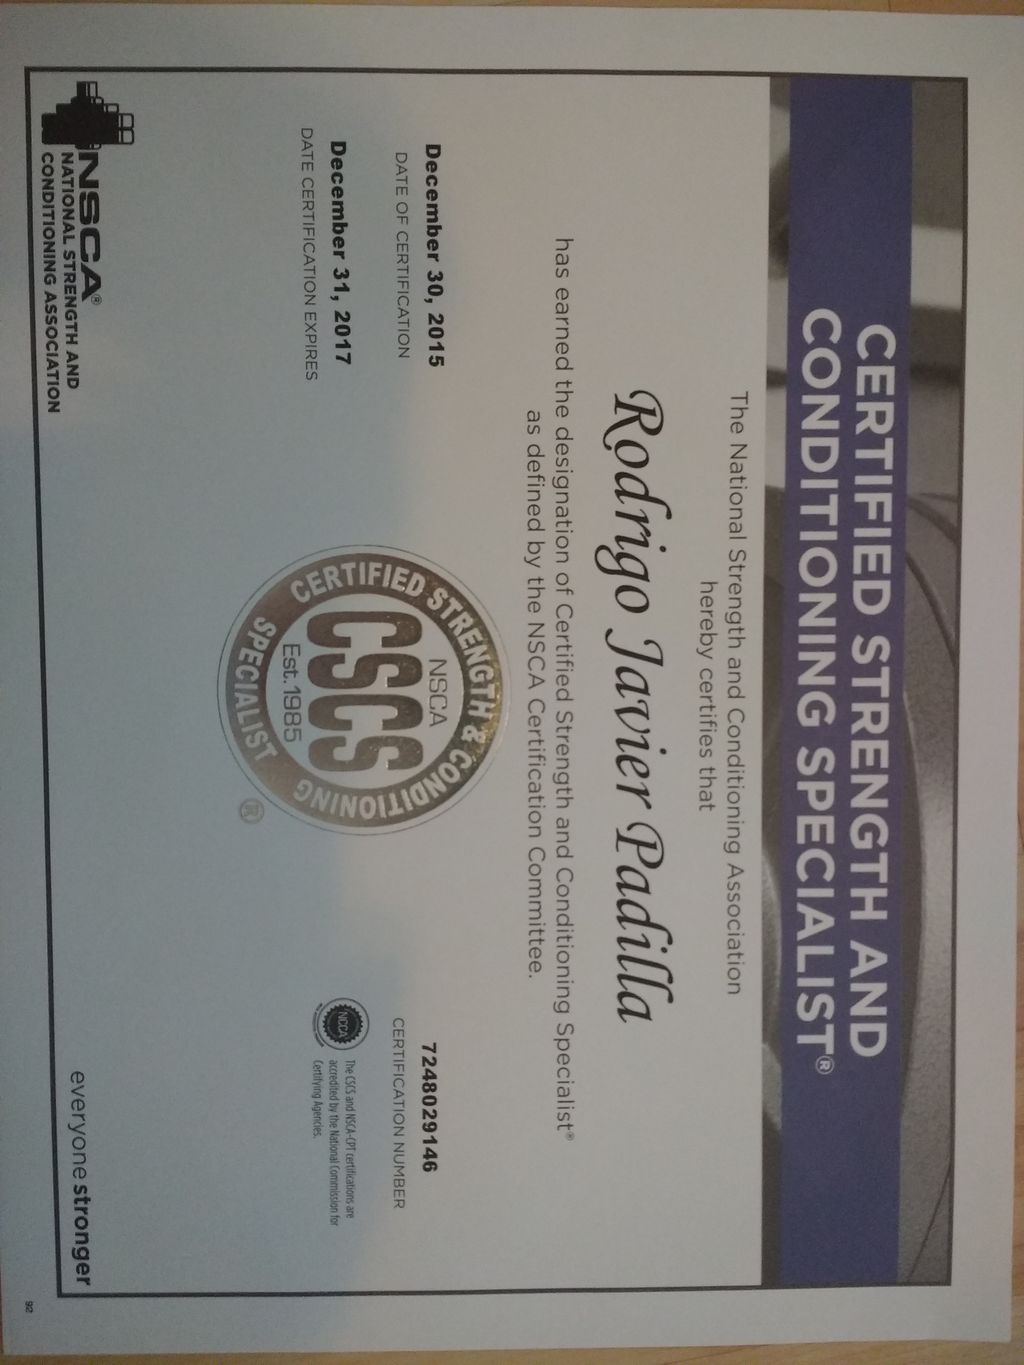 CERTIFIED STRENGTH AND
CONDITIONING SPECIALIST®
The National Strength and Conditioning Association
hereby certifies that
Rodrigo Javier Padilla
has earned the designation of Certified Strength and Conditioning Specialist®
as defined by the NSCA Certification Committee.
December 30, 2015
DATE OF CERTIFICATION
December 31, 2017
DATE CERTIFICATION EXPIRES
CERTIFIED STRENGTH & CONDITIONING
NSCA
CSCS
Est. 1985
SPECIALIST
®
7248029146
CERTIFICATION NUMBER
NCCA
The CSCS and NSCA-CPT certifications are
accredited by the National Commission for
Certifying Agencies.
NSCA®
NATIONAL STRENGTH AND
CONDITIONING ASSOCIATION
everyone stronger
92